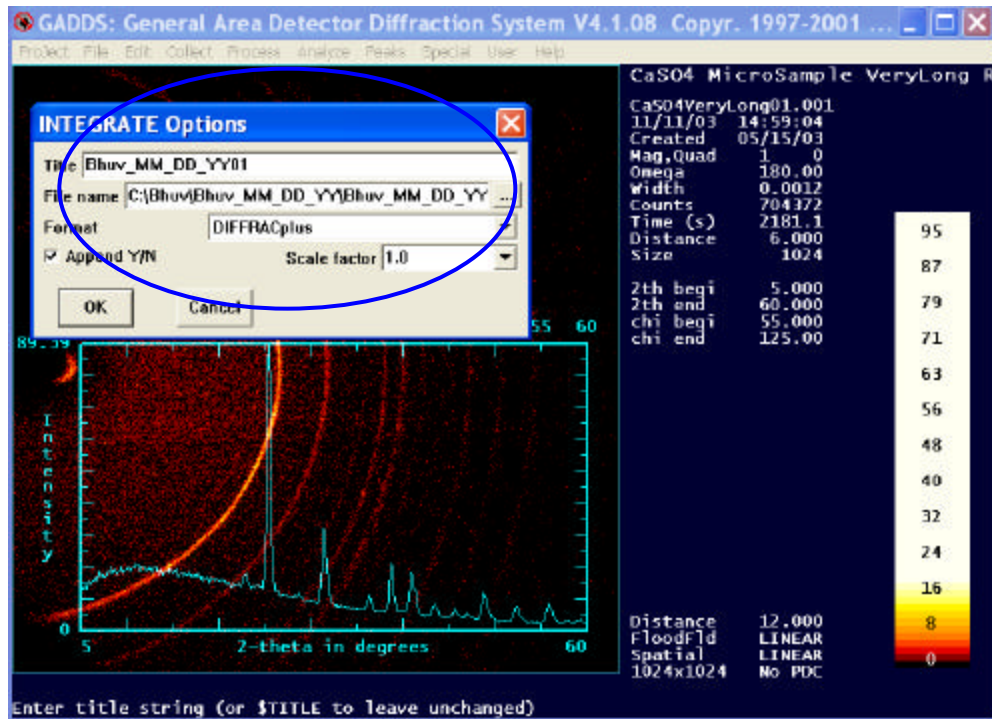 GADDS: General Area Detector Diffraction System V4.1.08 Copyr. 1997-2001 ...
Project File Edit Collect Process Analyze Peaks Special User Help
CaSO4 MicroSample VeryLong R
CaSO4VeryLong01.001
11/11/03 14:59:04
Created 05/15/03
Mag,Quad 1 0
Omega 180.00
Width 0.0012
Counts 704372
Time (s) 2181.1
Distance 6.000
Size 1024
2th begi 5.000
2th end 60.000
chi begi 55.000
chi end 125.00
INTEGRATE Options
Title Bhuv_MM_DD_YY01
File name C:\Bhuv\Bhuv_MM_DD_YY\Bhuv_MM_DD_YY ...
Format DIFFRACplus
Append Y/N Scale factor 1.0
OK Cancel
55 60
89.59
Intensity
0
5 2-theta in degrees 60
95
87
79
71
63
56
48
40
32
24
16
8
0
Distance 12.000
FloodFld LINEAR
Spatial LINEAR
1024x1024 No PDC
Enter title string (or $TITLE to leave unchanged)